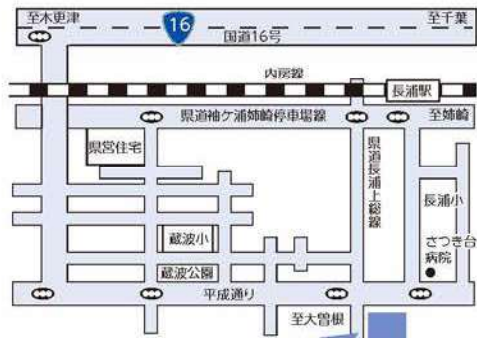 至木更津
至千葉
16
国道16号
内房線
長浦駅
県道袖ケ浦姉崎停車場線
至姉崎
県営住宅
県道長浦上総線
長浦小
蔵波小
さつき台
病院
蔵波公園
平成通り
至大曽根